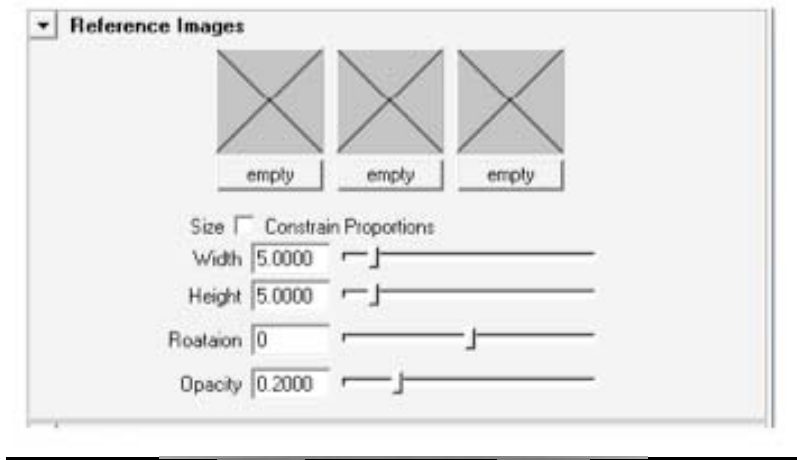 Reference Images
empty empty empty
Size Constrain Proportions
Width 5.0000
Height 5.0000
Roataion 0
Opacity 0.2000